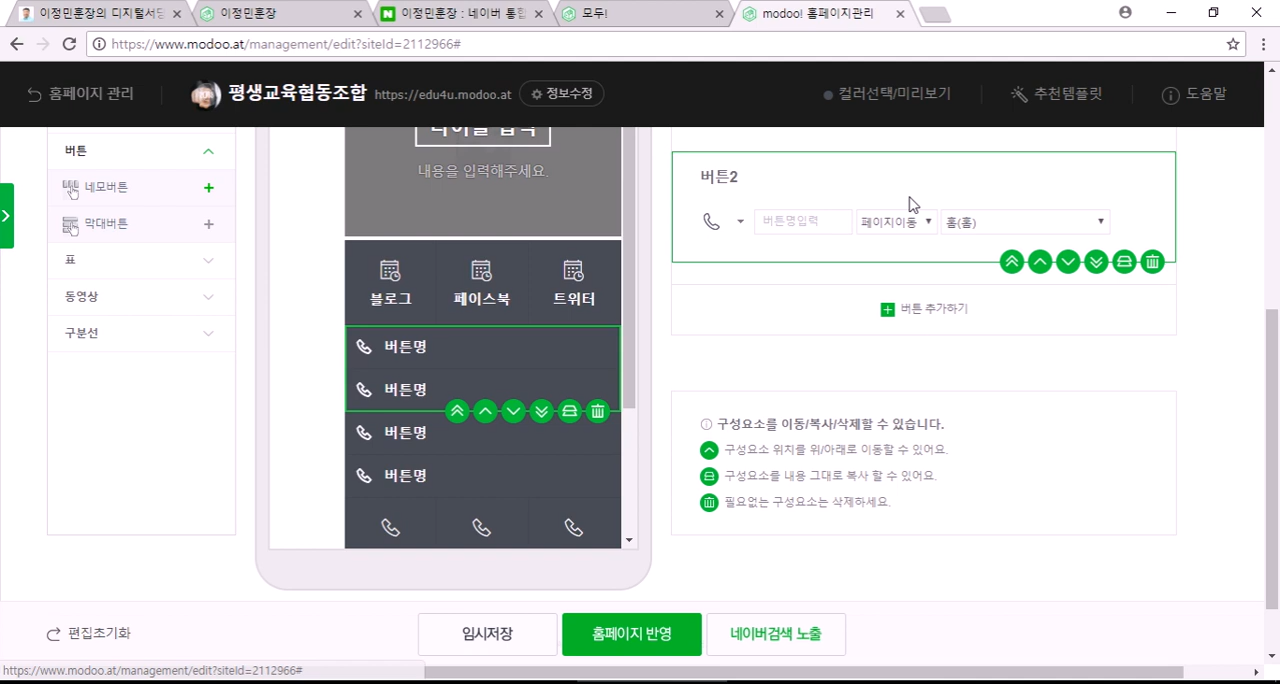 이정민훈장의 디지털서당
이정민훈장
이정민훈장 : 네이버 통합
모두!
modoo! 홈페이지관리
https://www.modoo.at/management/edit?siteId=2112966#
홈페이지 관리
평생교육협동조합 https://edu4u.modoo.at 정보수정
컬러선택/미리보기
추천템플릿
도움말
버튼
네모버튼
막대버튼
표
동영상
구분선
타이틀 입력
내용을 입력해주세요.
블로그 페이스북 트위터
버튼명
버튼명
버튼명
버튼명
버튼2
버튼명입력 페이지이동 홈(홈)
버튼 추가하기
구성요소를 이동/복사/삭제할 수 있습니다.
구성요소 위치를 위/아래로 이동할 수 있어요.
구성요소를 내용 그대로 복사 할 수 있어요.
필요없는 구성요소는 삭제하세요.
편집초기화
임시저장
홈페이지 반영
네이버검색 노출
https://www.modoo.at/management/edit?siteId=2112966#